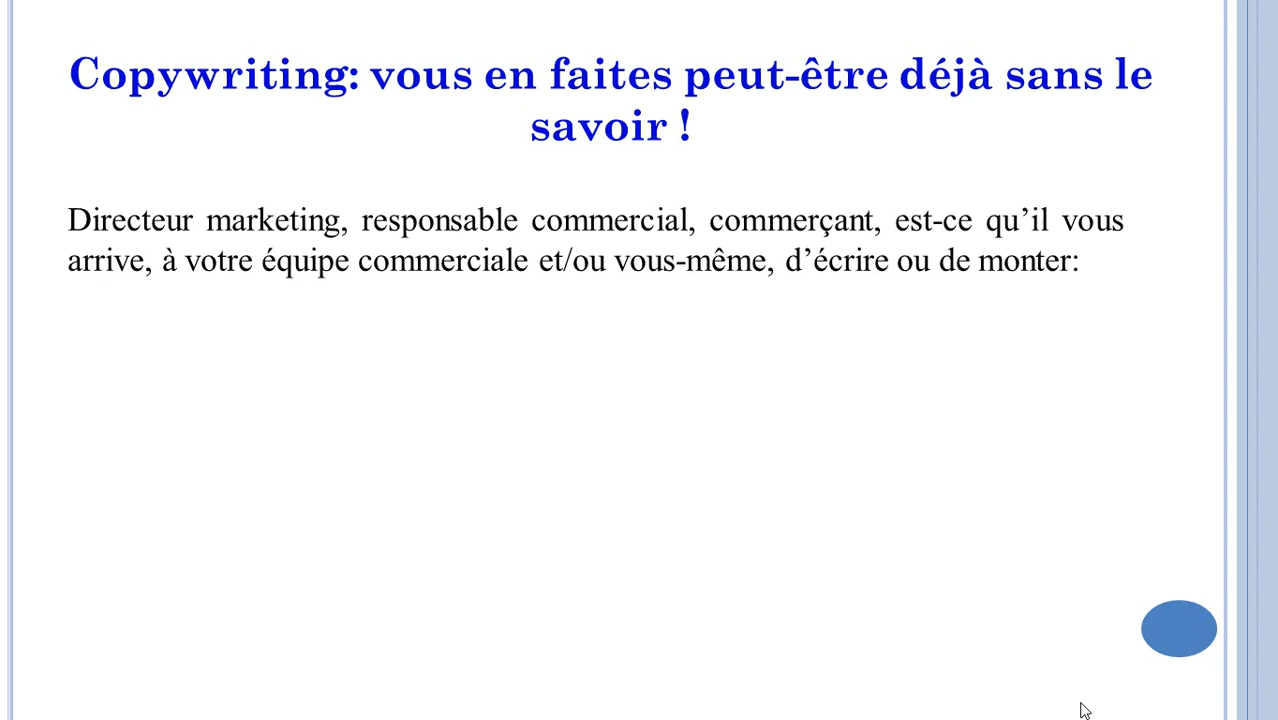 Copywriting: vous en faites peut-être déjà sans le
savoir !
Directeur marketing, responsable commercial, commerçant, est-ce qu’il vous
arrive, à votre équipe commerciale et/ou vous-même, d’écrire ou de monter: